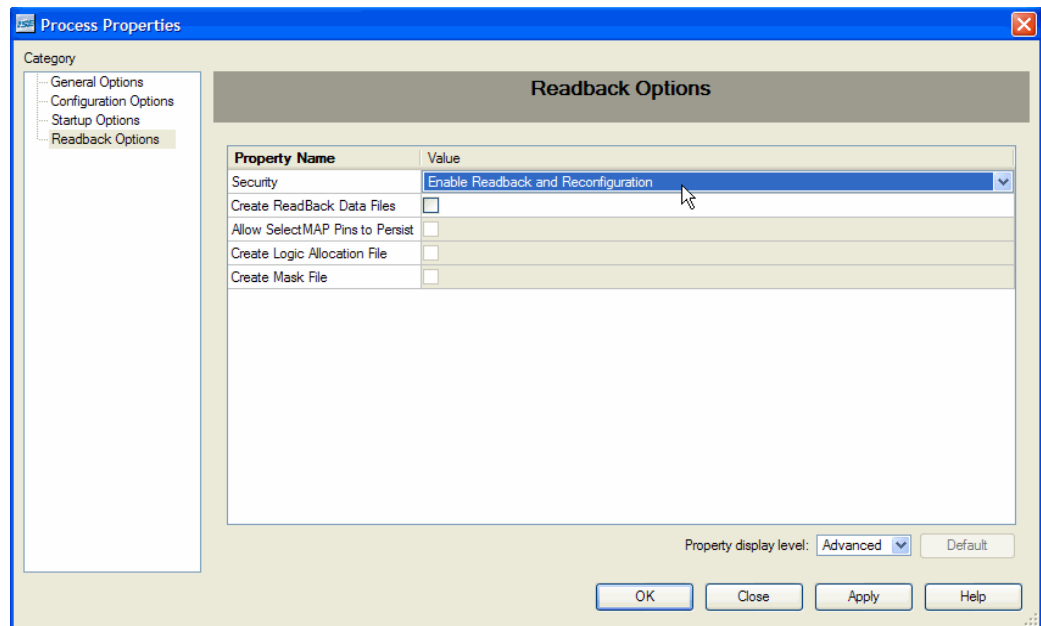 ISE Process Properties
Category
General Options
Configuration Options
Startup Options
Readback Options
Readback Options
Property Name Value
Security Enable Readback and Reconfiguration
Create ReadBack Data Files
Allow SelectMAP Pins to Persist
Create Logic Allocation File
Create Mask File
Property display level: Advanced Default
OK Close Apply Help